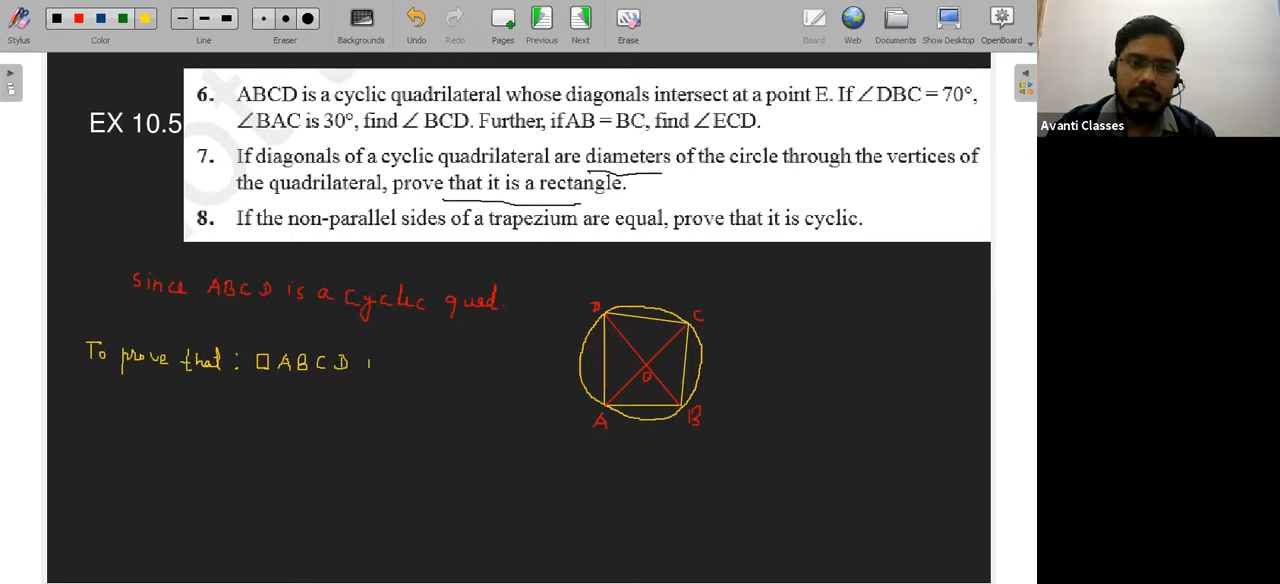 Stylus
Color
Line
Eraser
Backgrounds
Undo
Redo
Pages
Previous
Next
Erase
Board
Web
Documents
Show Desktop
OpenBoard
EX 10.5
6. ABCD is a cyclic quadrilateral whose diagonals intersect at a point E. If ∠DBC = 70°,
∠BAC is 30°, find ∠ BCD. Further, if AB = BC, find ∠ECD.
7. If diagonals of a cyclic quadrilateral are diameters of the circle through the vertices of
the quadrilateral, prove that it is a rectangle.
8. If the non-parallel sides of a trapezium are equal, prove that it is cyclic.
Avanti Classes
Since ABCD is a cyclic quad.
To prove that : □ABCD ı
D
C
O
A
B